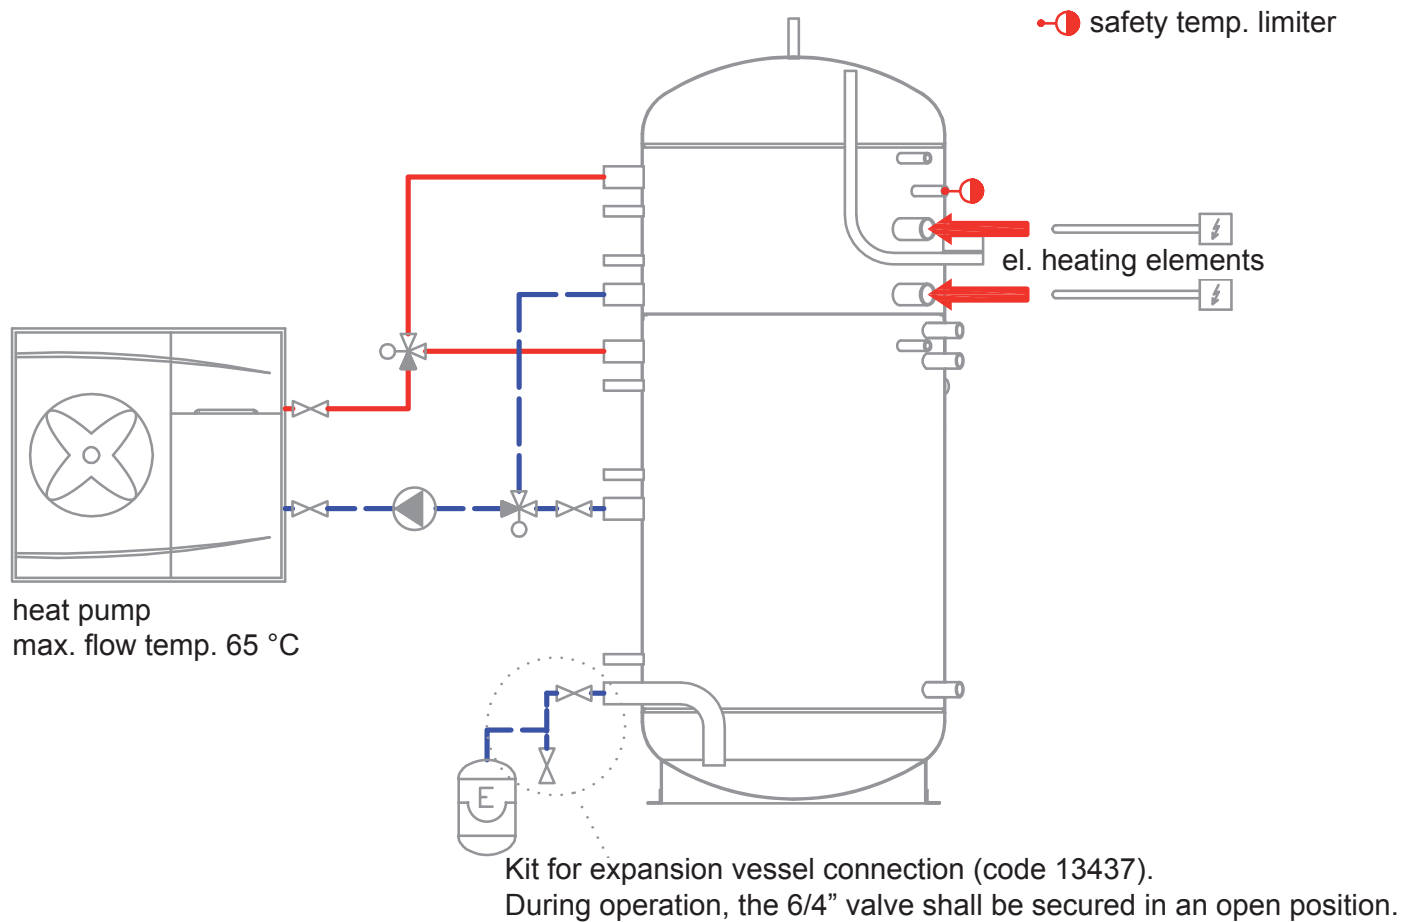 safety temp. limiter
el. heating elements
heat pump
max. flow temp. 65 °C
E
Kit for expansion vessel connection (code 13437).
During operation, the 6/4” valve shall be secured in an open position.